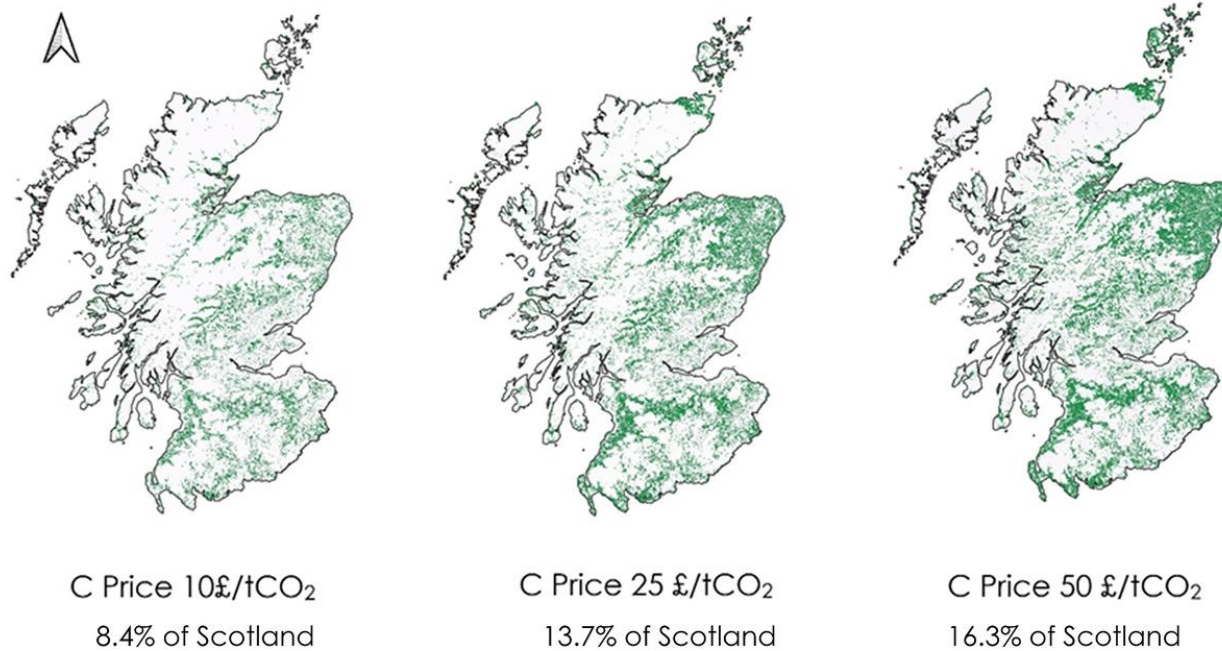 C Price 10£/tCO₂
8.4% of Scotland
C Price 25 £/tCO₂
13.7% of Scotland
C Price 50 £/tCO₂
16.3% of Scotland